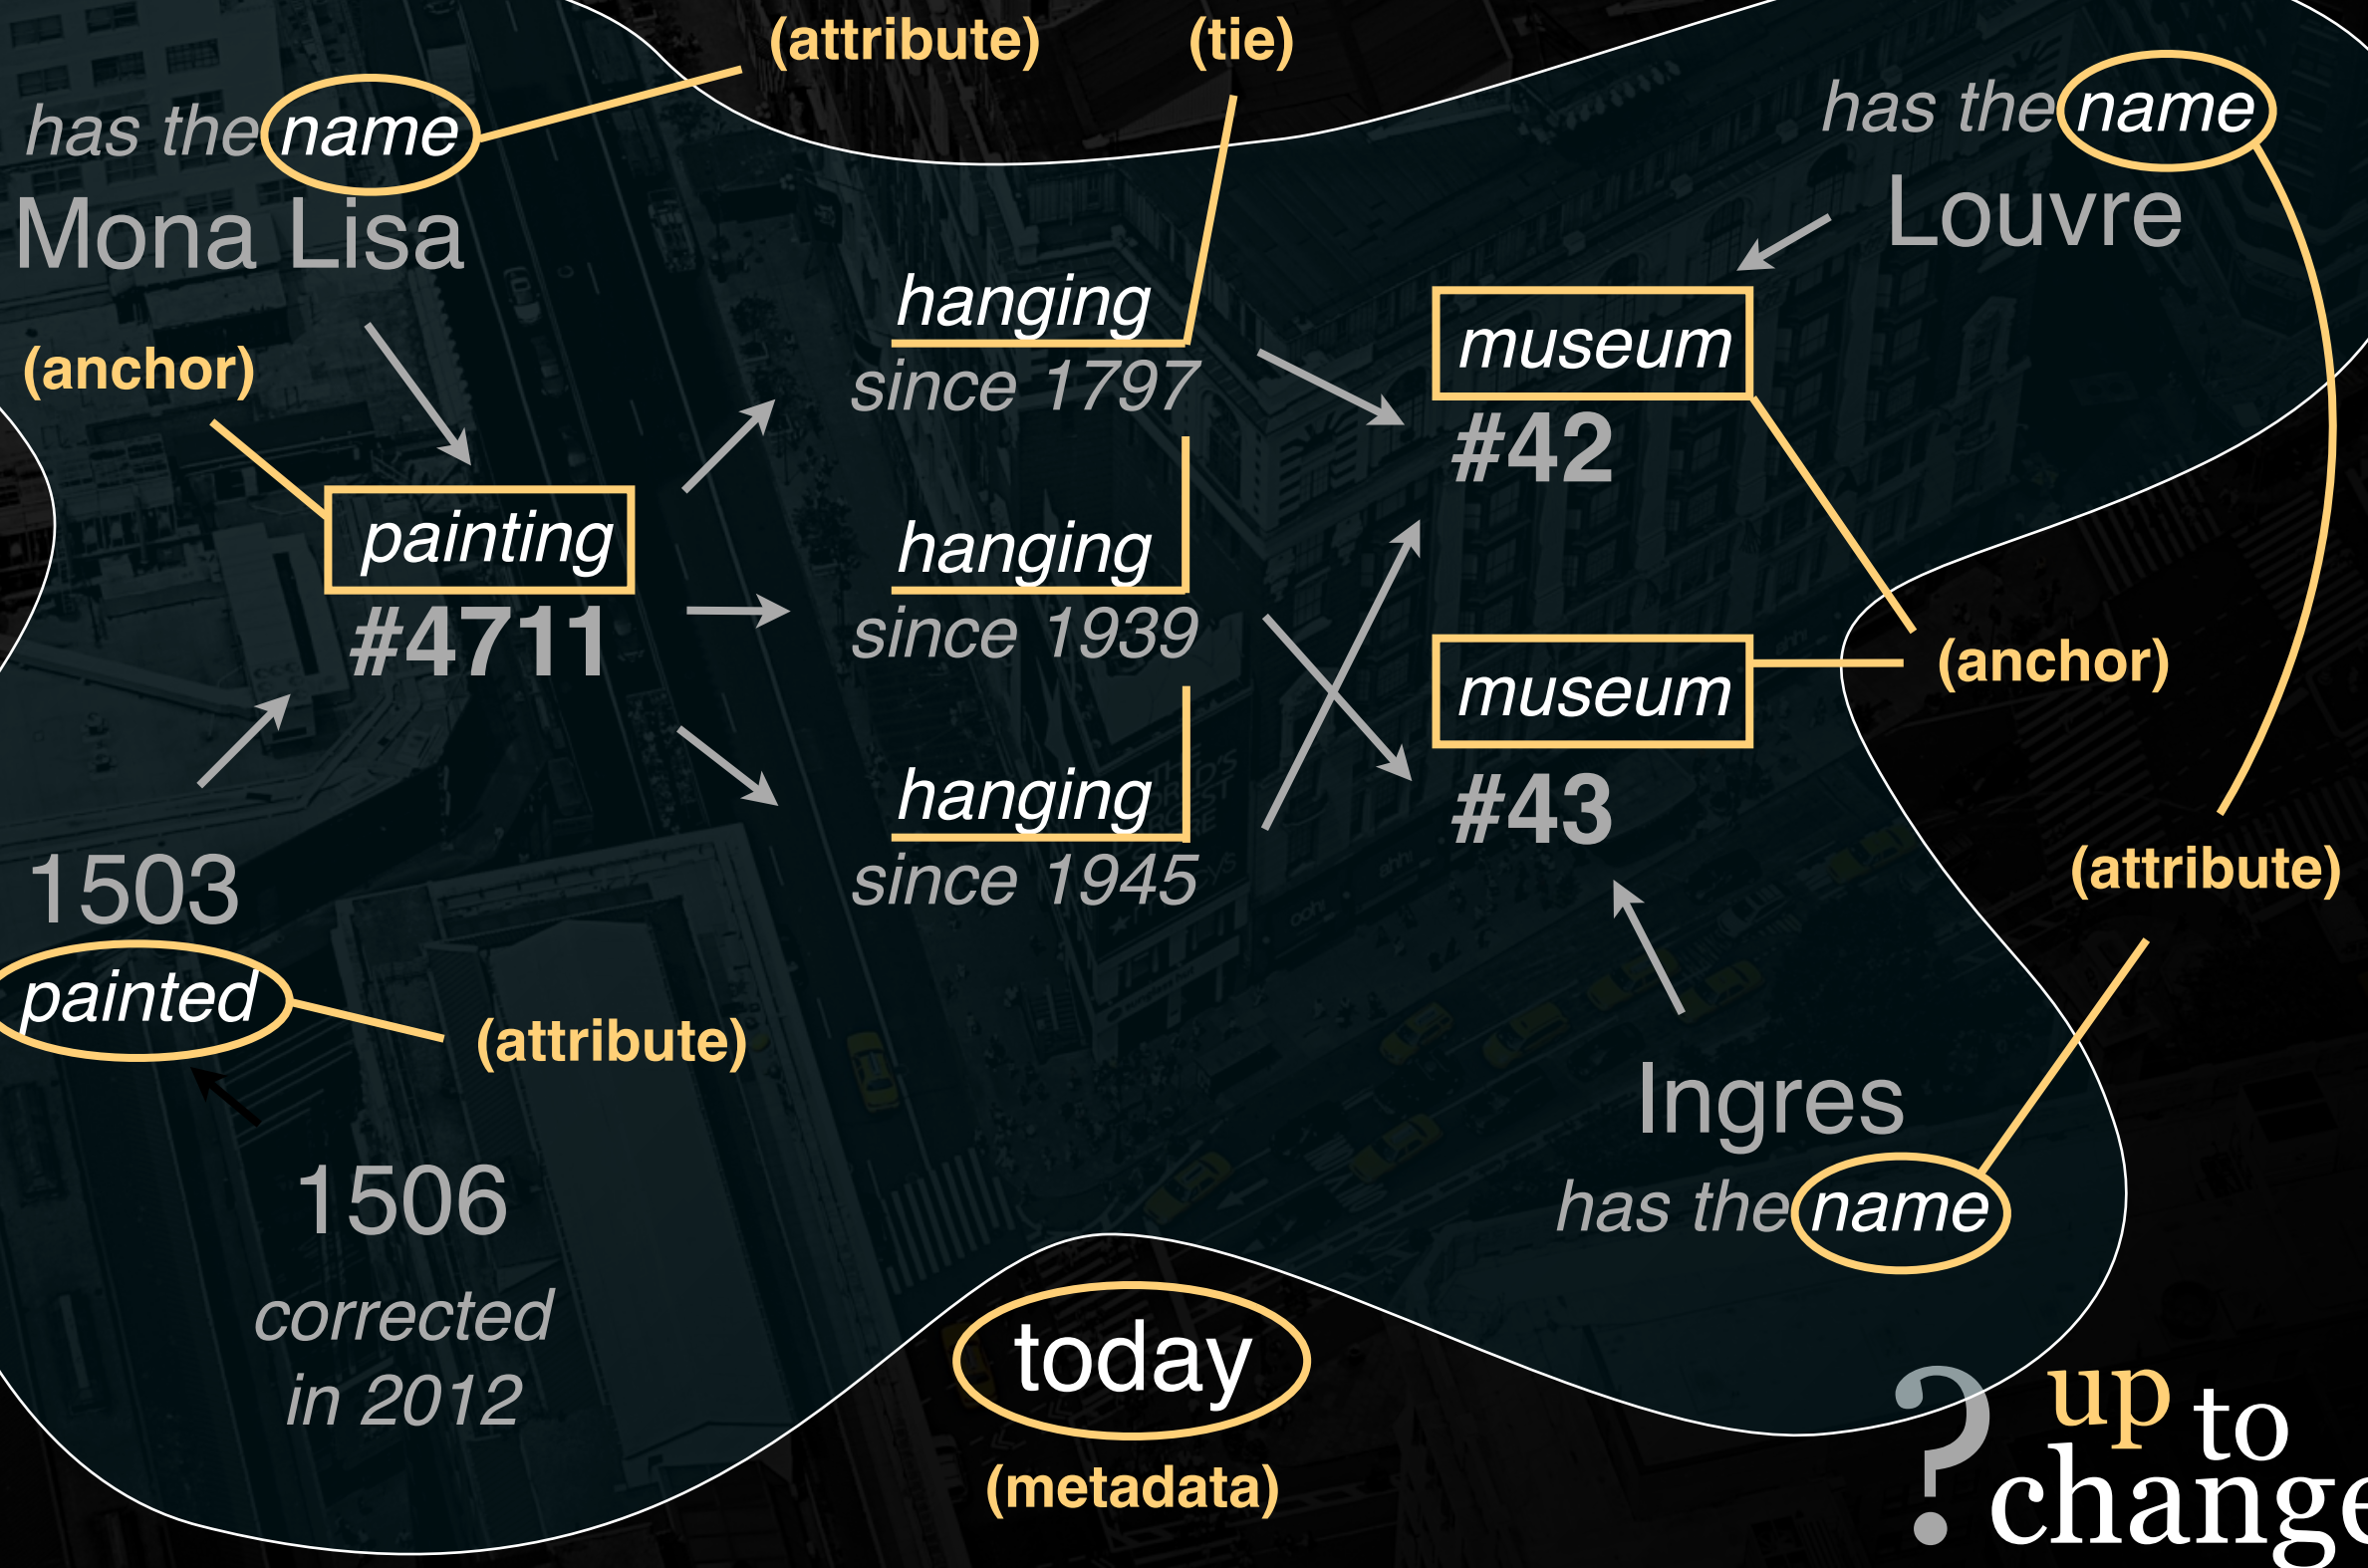 (attribute)
(tie)
has the name
Mona Lisa
has the name
Louvre
(anchor)
hanging
since 1797
museum
#42
painting
#4711
hanging
since 1939
museum
#43
(anchor)
hanging
since 1945
(attribute)
1503
painted
(attribute)
1506
corrected
in 2012
Ingres
has the name
today
(metadata)
? up to
change